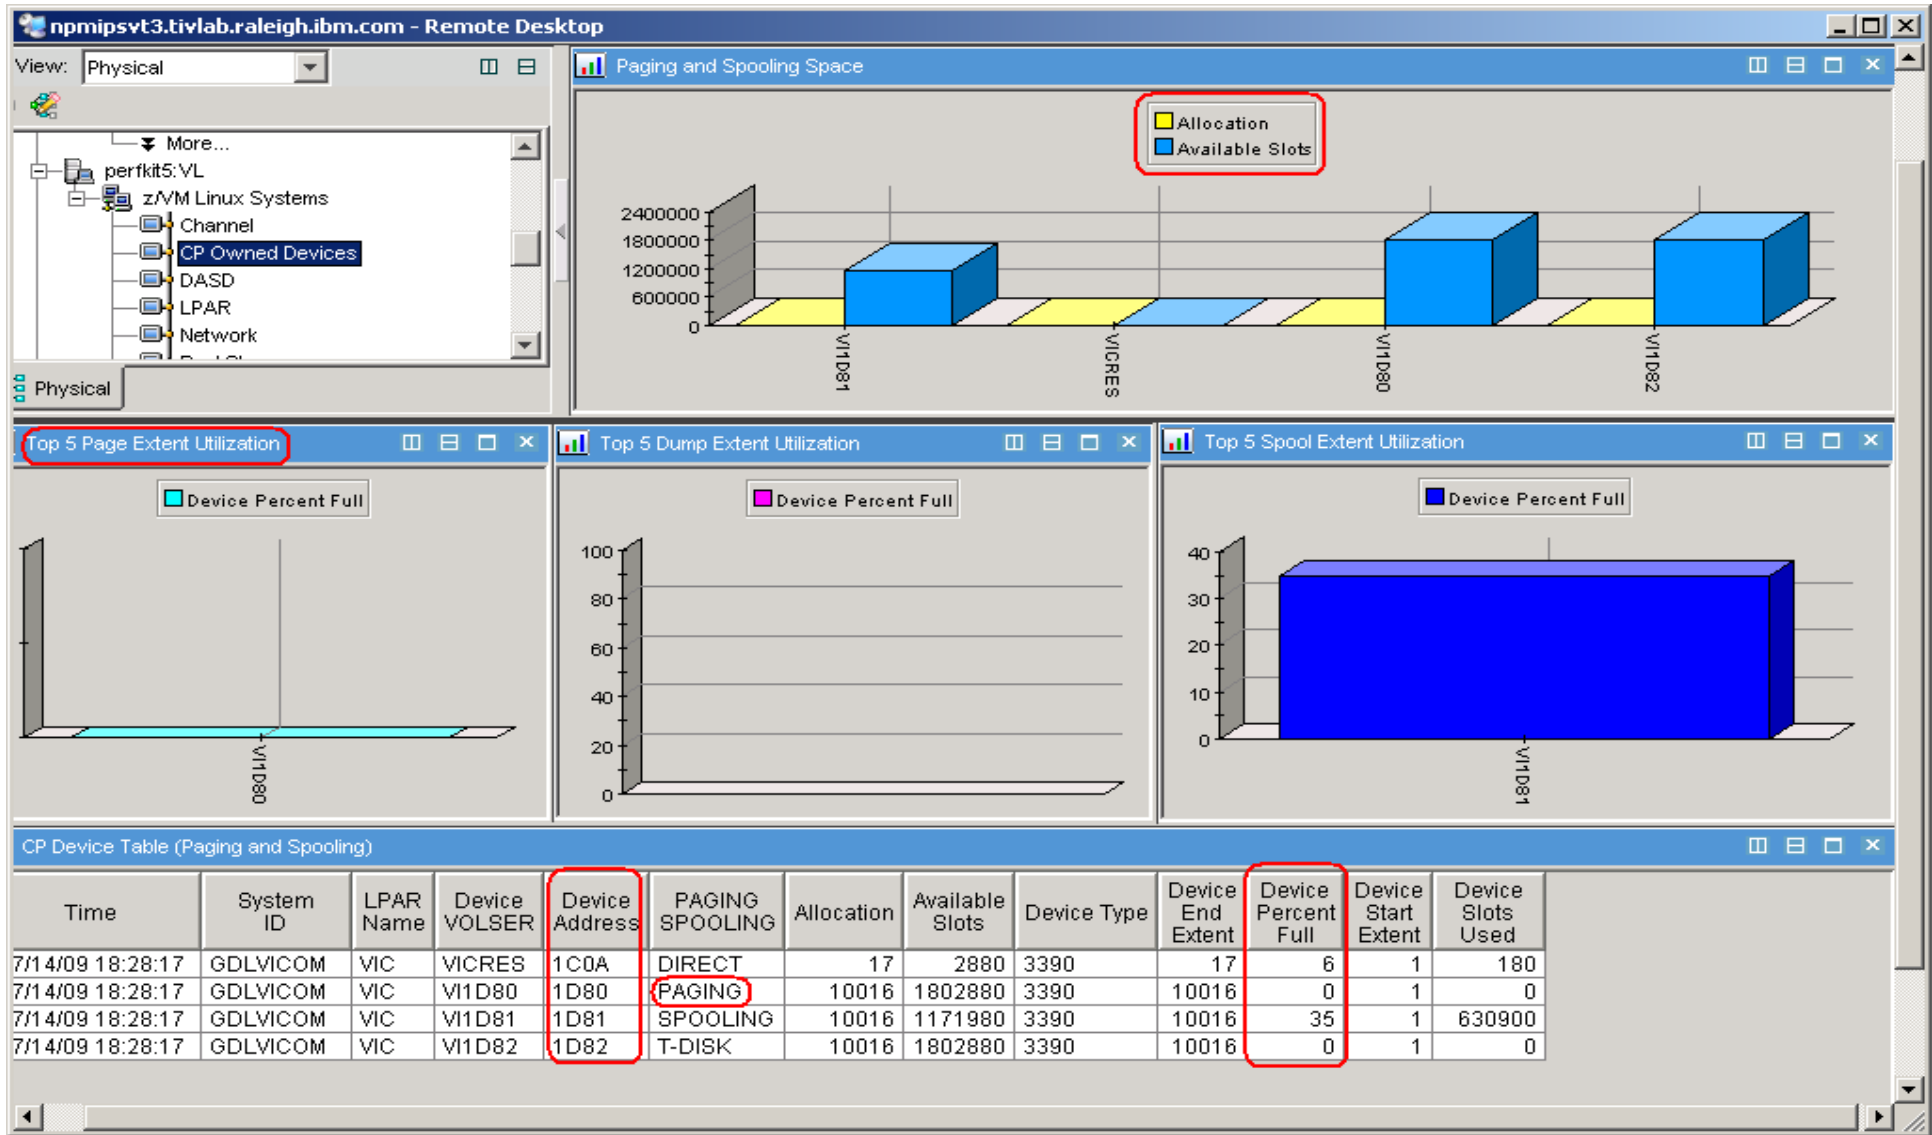 npmipsvt3.tivlab.raleigh.ibm.com - Remote Desktop
View: Physical
More...
perfkit5:VL
z/VM Linux Systems
Channel
CP Owned Devices
DASD
LPAR
Network
Physical
Paging and Spooling Space
Allocation
Available Slots
2400000
1800000
1200000
600000
0
VI1D81
VICRES
VI1D80
VI1D82
Top 5 Page Extent Utilization
Device Percent Full
VI1D80
Top 5 Dump Extent Utilization
Device Percent Full
100
80
60
40
20
0
Top 5 Spool Extent Utilization
Device Percent Full
40
30
20
10
0
VI1D81
CP Device Table (Paging and Spooling)
Time System ID LPAR Name Device VOLSER Device Address PAGING SPOOLING Allocation Available Slots Device Type Device End Extent Device Percent Full Device Start Extent Device Slots Used
7/14/09 18:28:17 GDLVICOM VIC VICRES 1C0A DIRECT 17 2880 3390 17 6 1 180
7/14/09 18:28:17 GDLVICOM VIC VI1D80 1D80 PAGING 10016 1802880 3390 10016 0 1 0
7/14/09 18:28:17 GDLVICOM VIC VI1D81 1D81 SPOOLING 10016 1171980 3390 10016 35 1 630900
7/14/09 18:28:17 GDLVICOM VIC VI1D82 1D82 T-DISK 10016 1802880 3390 10016 0 1 0